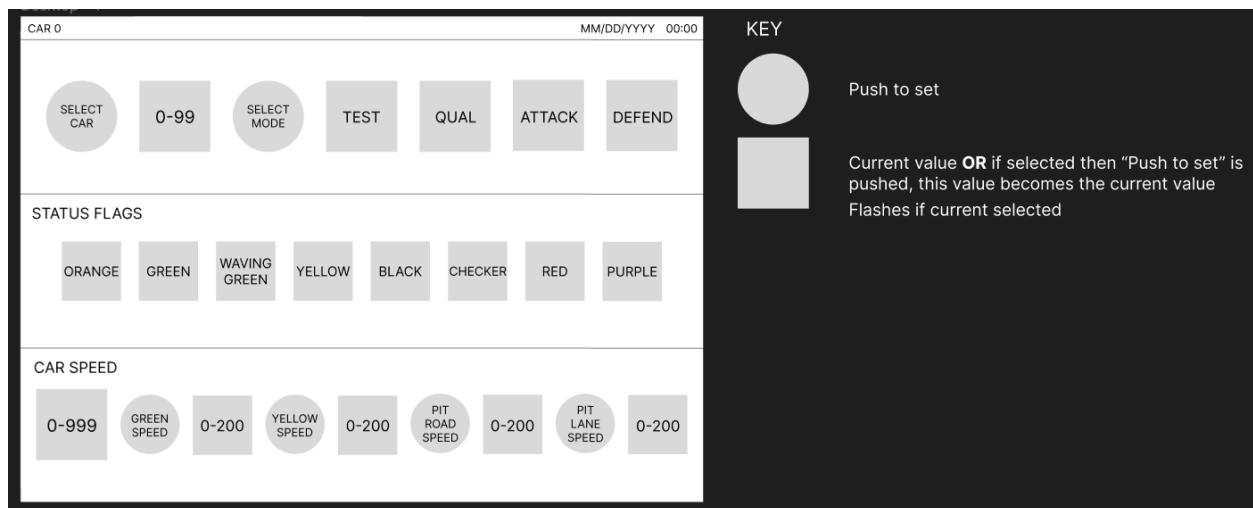 CAR 0
MM/DD/YYYY 00:00
KEY
SELECT
CAR
0-99
SELECT
MODE
TEST
QUAL
ATTACK
DEFEND
Push to set
Current value OR if selected then “Push to set” is
pushed, this value becomes the current value
Flashes if current selected
STATUS FLAGS
ORANGE
GREEN
WAVING
GREEN
YELLOW
BLACK
CHECKER
RED
PURPLE
CAR SPEED
0-999
GREEN
SPEED
0-200
YELLOW
SPEED
0-200
PIT
ROAD
SPEED
0-200
PIT
LANE
SPEED
0-200